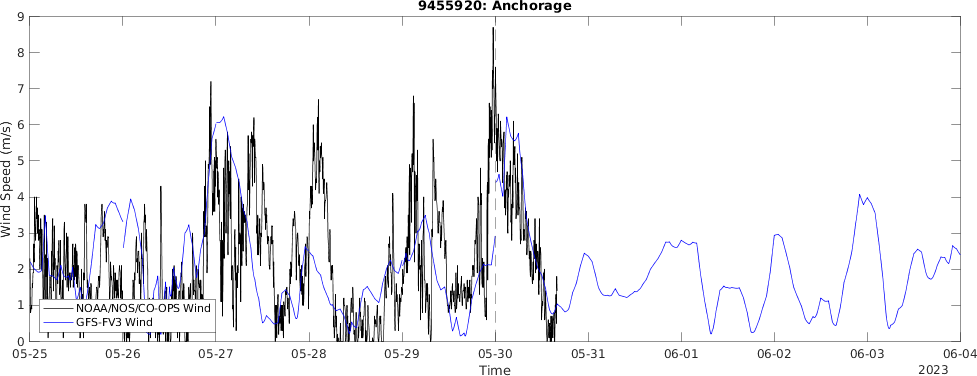 9455920: Anchorage
9
8
7
6
5
4
3
2
1
0
Wind Speed (m/s)
NOAA/NOS/CO-OPS Wind
GFS-FV3 Wind
05-25 05-26 05-27 05-28 05-29 05-30 05-31 06-01 06-02 06-03 06-04
Time
2023